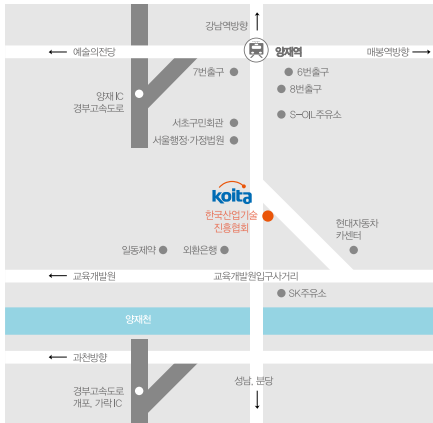 강남역방향
예술의전당
양재역
매봉역방향
7번출구
6번출구
8번출구
양재 IC
경부고속도로
S-OIL주유소
서초구민회관
서울행정·가정법원
koita
한국산업기술
진흥협회
현대자동차
카센터
일동제약
외환은행
교육개발원
교육개발원입구사거리
SK주유소
양재천
과천방향
경부고속도로
개포, 가락 IC
성남, 분당